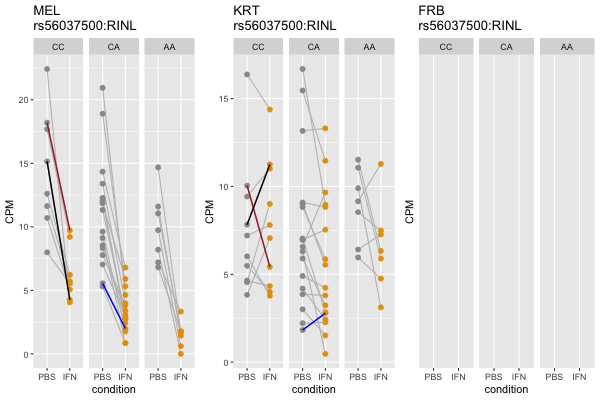 MEL
rs56037500:RINL
CC CA AA
CPM
20
15
10
5
0
PBS IFN PBS IFN PBS IFN
condition
KRT
rs56037500:RINL
CC CA AA
CPM
15
10
5
0
PBS IFN PBS IFN PBS IFN
condition
FRB
rs56037500:RINL
CC CA AA
CPM
PBS IFN PBS IFN PBS IFN
condition